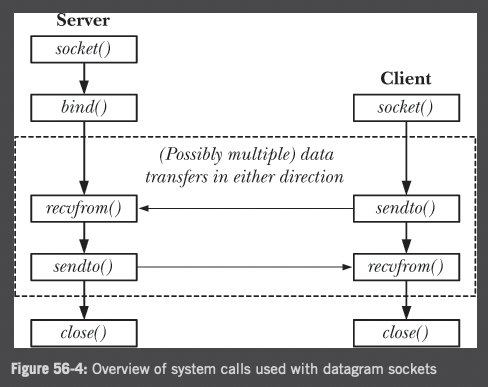 Server
socket()
Client
bind()
socket()
(Possibly multiple) data
transfers in either direction
recvfrom()
sendto()
sendto()
recvfrom()
close()
close()
Figure 56-4: Overview of system calls used with datagram sockets